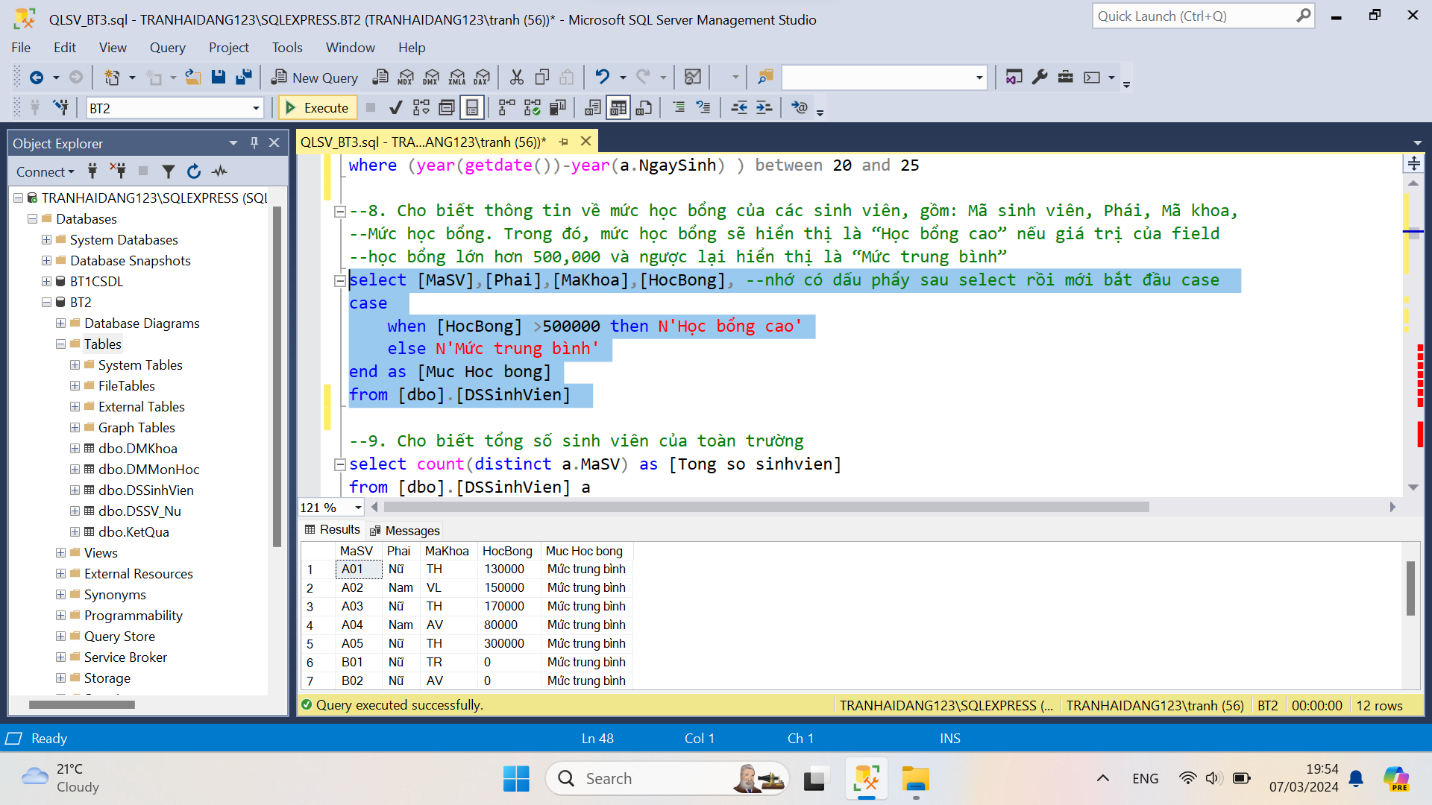 QLSV_BT3.sql - TRANHAIDANG123\SQLEXPRESS.BT2 (TRANHAIDANG123\tranh (56))* - Microsoft SQL Server Management Studio
Quick Launch (Ctrl+Q)
File Edit View Query Project Tools Window Help
New Query
MDX DMX XMLA DAX
BT2
Execute
Object Explorer
Connect
TRANHAIDANG123\SQLEXPRESS (SQL
Databases
System Databases
Database Snapshots
BT1CSDL
BT2
Database Diagrams
Tables
System Tables
FileTables
External Tables
Graph Tables
dbo.DMKhoa
dbo.DMMonHoc
dbo.DSSinhVien
dbo.DSSV_Nu
dbo.KetQua
Views
External Resources
Synonyms
Programmability
Query Store
Service Broker
Storage
QLSV_BT3.sql - TRA...ANG123\tranh (56))*
where (year(getdate())-year(a.NgaySinh) ) between 20 and 25
--8. Cho biết thông tin về mức học bổng của các sinh viên, gồm: Mã sinh viên, Phái, Mã khoa,
--Mức học bổng. Trong đó, mức học bổng sẽ hiển thị là “Học bổng cao” nếu giá trị của field
--học bổng lớn hơn 500,000 và ngược lại hiển thị là “Mức trung bình”
select [MaSV],[Phai],[MaKhoa],[HocBong], --nhớ có dấu phẩy sau select rồi mới bắt đầu case
case
when [HocBong] >500000 then N'Học bổng cao'
else N'Mức trung bình'
end as [Muc Hoc bong]
from [dbo].[DSSinhVien]
--9. Cho biết tổng số sinh viên của toàn trường
select count(distinct a.MaSV) as [Tong so sinhvien]
from [dbo].[DSSinhVien] a
121 %
Results Messages
MaSV Phai MaKhoa HocBong Muc Hoc bong
1 A01 Nữ TH 130000 Mức trung bình
2 A02 Nam VL 150000 Mức trung bình
3 A03 Nữ TH 170000 Mức trung bình
4 A04 Nam AV 80000 Mức trung bình
5 A05 Nữ TH 300000 Mức trung bình
6 B01 Nữ TR 0 Mức trung bình
7 B02 Nữ AV 0 Mức trung bình
Query executed successfully.
TRANHAIDANG123\SQLEXPRESS (... TRANHAIDANG123\tranh (56) BT2 00:00:00 12 rows
Ready Ln 48 Col 1 Ch 1 INS
21°C
Cloudy
Search
ENG
19:54
07/03/2024
PRE